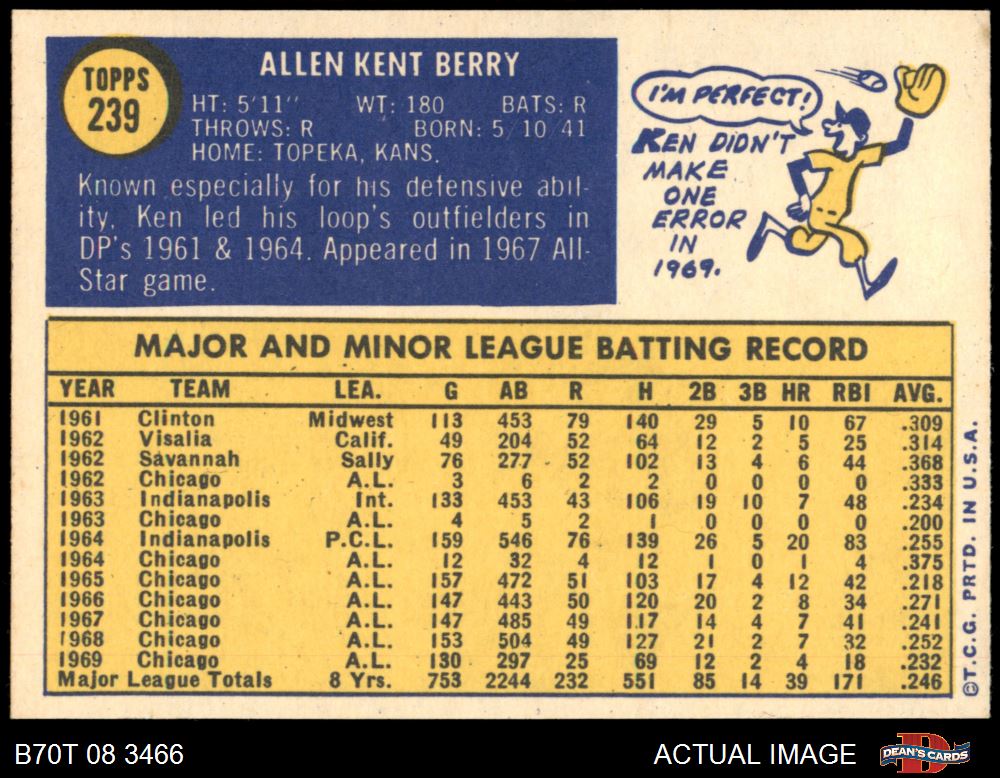 TOPPS
239
ALLEN KENT BERRY
HT: 5'11" WT: 180 BATS: R
THROWS: R BORN: 5 10 41
HOME: TOPEKA, KANS.
Known especially for his defensive abil-
ity, Ken led his loop's outfielders in
DP's 1961 & 1964. Appeared in 1967 All-
Star game.
I'M PERFECT!
KEN DIDN'T
MAKE
ONE
ERROR
IN
1969.
MAJOR AND MINOR LEAGUE BATTING RECORD
YEAR TEAM LEA. G AB R H 2B 3B HR RBI AVG.
1961 Clinton Midwest 113 453 79 140 29 5 10 67 .309
1962 Visalia Calif. 49 204 52 64 12 2 5 25 .314
1962 Savannah Sally 76 277 52 102 13 4 6 44 .368
1962 Chicago A.L. 3 6 2 2 0 0 0 0 .333
1963 Indianapolis Int. 133 453 43 106 19 10 7 48 .234
1963 Chicago A.L. 4 5 2 1 0 0 0 0 .200
1964 Indianapolis P.C.L. 159 546 76 139 26 5 20 83 .255
1964 Chicago A.L. 12 32 4 12 1 0 1 4 .375
1965 Chicago A.L. 157 472 51 103 17 4 12 42 .218
1966 Chicago A.L. 147 443 50 120 20 2 8 34 .271
1967 Chicago A.L. 147 485 49 117 14 4 7 41 .241
1968 Chicago A.L. 153 504 49 127 21 2 7 32 .252
1969 Chicago A.L. 130 297 25 69 12 2 4 18 .232
Major League Totals 8 Yrs. 753 2244 232 551 85 14 39 171 .246
©T.C.G. PRTD. IN U.S.A.
B70T 08 3466
ACTUAL IMAGE
DEAN'S CARDS